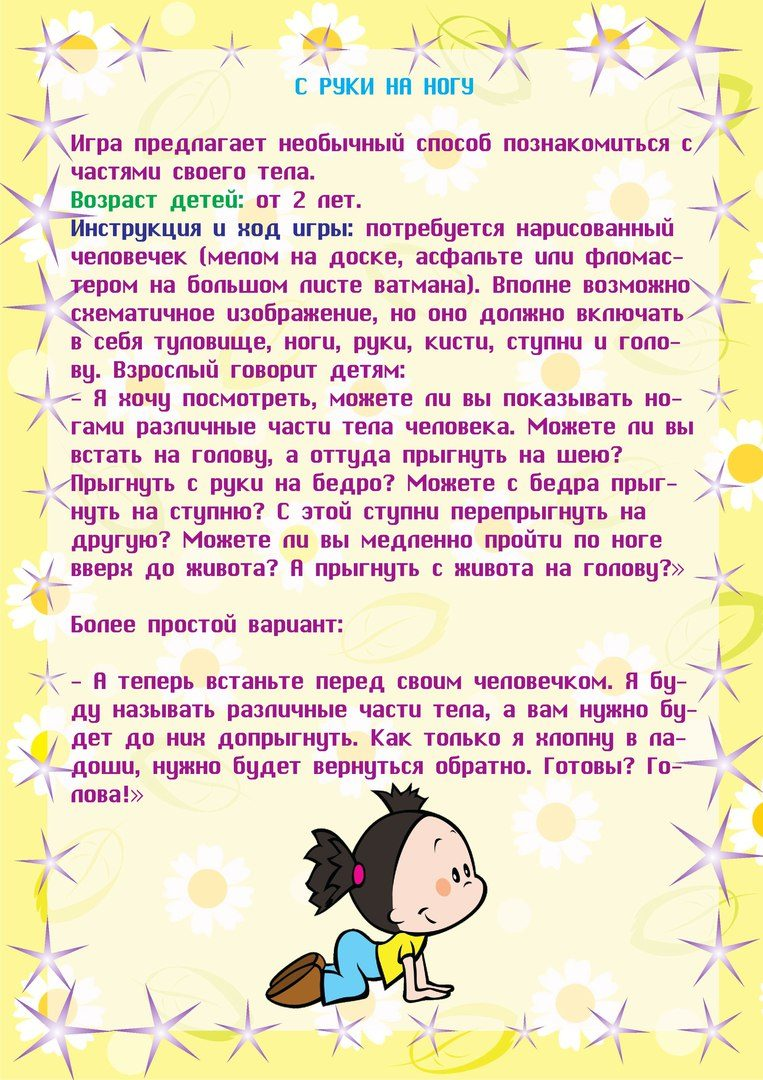 С РУКИ НА НОГУ
Игра предлагает необычный способ познакомиться с
частями своего тела.
Возраст детей: от 2 лет.
Инструкция и ход игры: потребуется нарисованный
человечек (мелом на доске, асфальте или фломас-
тером на большом листе ватмана). Вполне возможно
схематичное изображение, но оно должно включать
в себя туловище, ноги, руки, кисти, ступни и голо-
ву. Взрослый говорит детям:
- Я хочу посмотреть, можете ли вы показывать но-
гами различные части тела человека. Можете ли вы
встать на голову, а оттуда прыгнуть на шею?
Прыгнуть с руки на бедро? Можете с бедра прыг-
нуть на ступню? С этой ступни перепрыгнуть на
другую? Можете ли вы медленно пройти по ноге
вверх до живота? А прыгнуть с живота на голову?»
Более простой вариант:
- А теперь встаньте перед своим человечком. Я бу-
ду называть различные части тела, а вам нужно бу-
дет до них допрыгнуть. Как только я хлопну в ла-
доши, нужно будет вернуться обратно. Готовы? Го-
лова!»